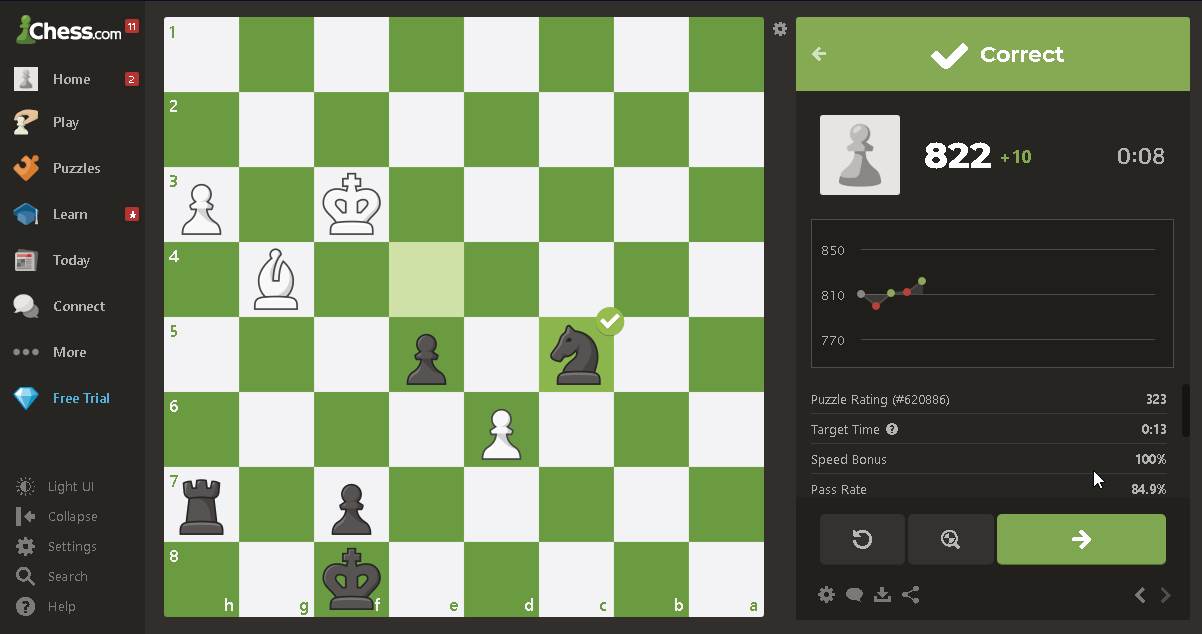 Chess.com 11
Home 2
Play
Puzzles
Learn
Today
Connect
More
Free Trial
Light UI
Collapse
Settings
Search
Help
1
2
3
4
5
6
7
8
h g f e d c b a
Correct
822 +10 0:08
850
810
770
Puzzle Rating (#620886) 323
Target Time ? 0:13
Speed Bonus 100%
Pass Rate 84.9%